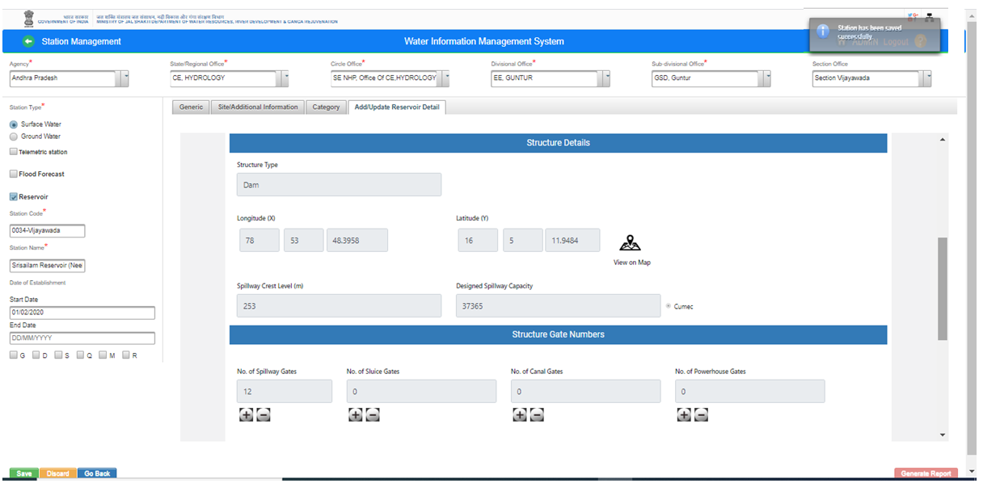 भारत सरकार
GOVERNMENT OF INDIA
जल शक्ति मंत्रालय जल संसाधन, नदी विकास और गंगा संरक्षण विभाग
MINISTRY OF JAL SHAKTI DEPARTMENT OF WATER RESOURCES, RIVER DEVELOPMENT & GANGA REJUVENATION
Station has been saved
successfully
Station Management
Water Information Management System
ADMIN Logout ?
Agency* State/Regional Office* Circle Office* Divisional Office* Sub-divisional Office* Section Office
Andhra Pradesh CE, HYDROLOGY SE NHP, Office Of CE,HYDROLOGY EE, GUNTUR GSD, Guntur Section Vijayawada
Station Type*
Surface Water
Ground Water
Telemetric station
Flood Forecast
Reservoir
Station Code*
0034-Vijayawada
Station Name*
Srisailam Reservoir (Nee
Date of Establishment
Start Date
01/02/2020
End Date
DD/MM/YYYY
G D S Q M R
Generic Site/Additional Information Category Add/Update Reservoir Detail
Structure Details
Structure Type
Dam
Longitude (X) Latitude (Y)
78 53 48.3958 16 5 11.9484
View on Map
Spillway Crest Level (m) Designed Spillway Capacity
253 37365 Cumec
Structure Gate Numbers
No. of Spillway Gates No. of Sluice Gates No. of Canal Gates No. of Powerhouse Gates
12 0 0 0
Save Discard Go Back Generate Report